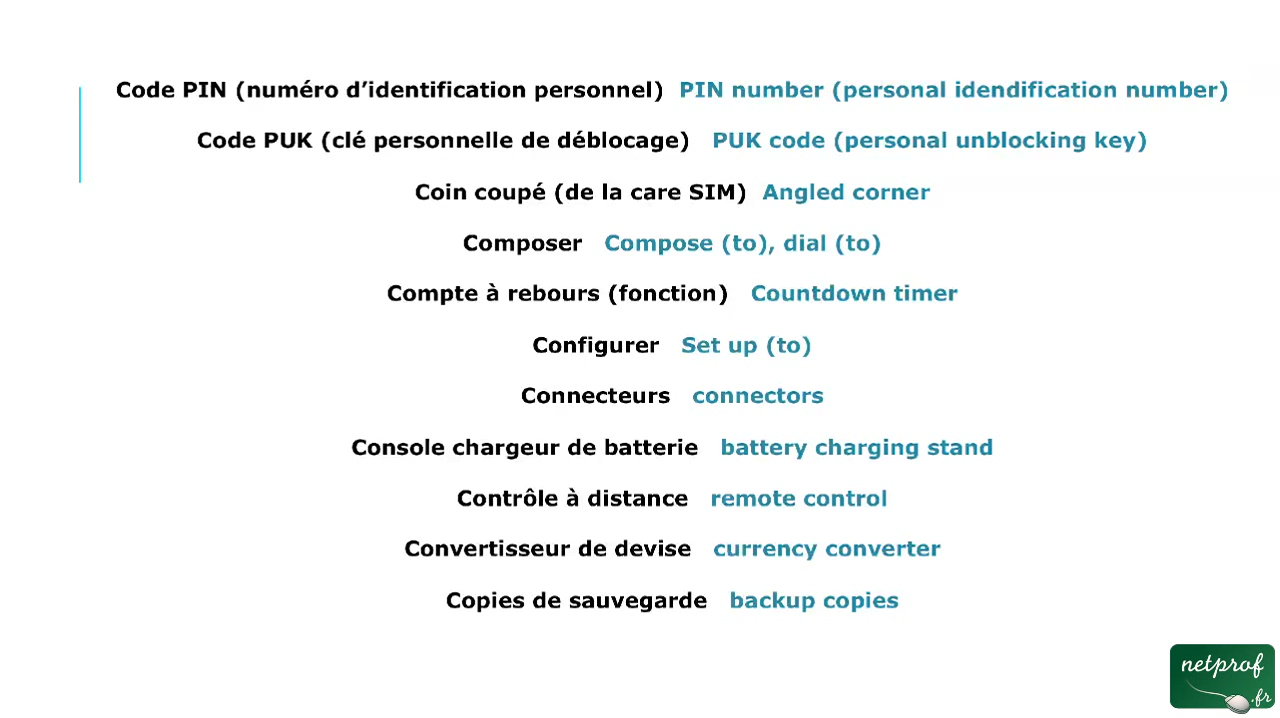 Code PIN (numéro d’identification personnel) PIN number (personal idendification number)
Code PUK (clé personnelle de déblocage) PUK code (personal unblocking key)
Coin coupé (de la care SIM) Angled corner
Composer Compose (to), dial (to)
Compte à rebours (fonction) Countdown timer
Configurer Set up (to)
Connecteurs connectors
Console chargeur de batterie battery charging stand
Contrôle à distance remote control
Convertisseur de devise currency converter
Copies de sauvegarde backup copies
netprof
.fr